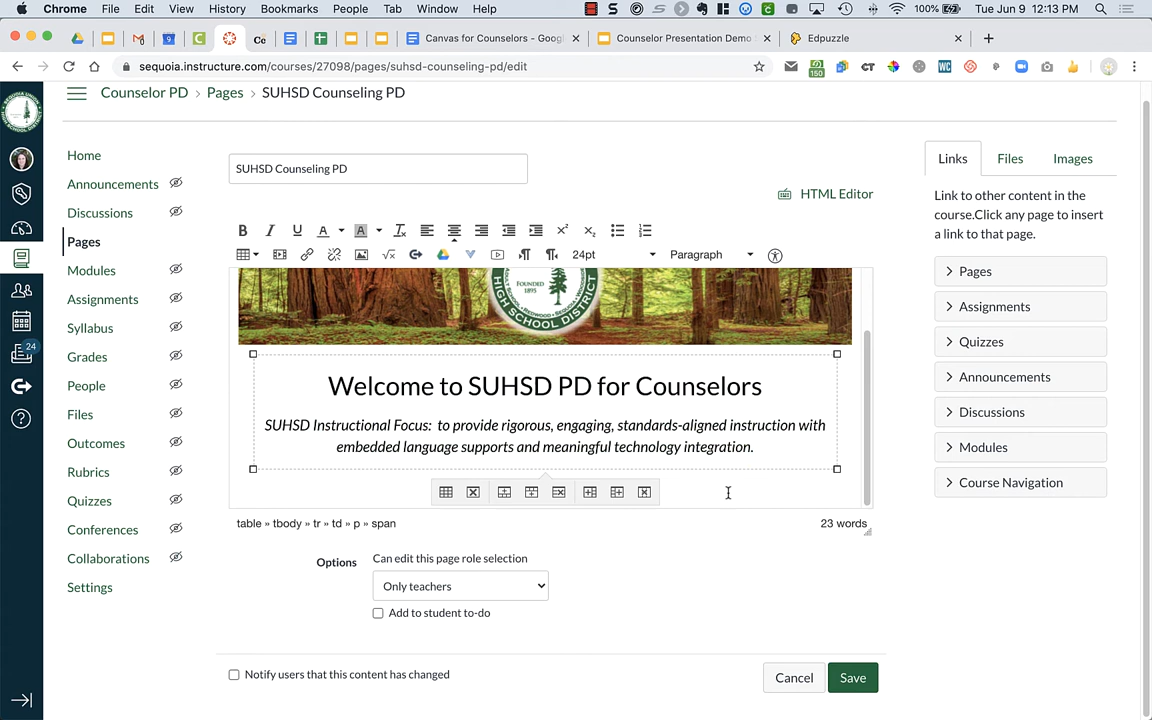 Chrome File Edit View History Bookmarks People Tab Window Help 100% Tue Jun 9 12:13 PM
Canvas for Counselors - Goog Counselor Presentation Demo Edpuzzle
sequoia.instructure.com/courses/27098/pages/suhsd-counseling-pd/edit
150
Counselor PD > Pages > SUHSD Counseling PD
Home
Announcements
Discussions
Pages
Modules
Assignments
Syllabus
Grades
People
Files
Outcomes
Rubrics
Quizzes
Conferences
Collaborations
Settings
24
SUHSD Counseling PD
HTML Editor
24pt Paragraph
FOUNDED
1895
HIGH SCHOOL DISTRICT
Welcome to SUHSD PD for Counselors
SUHSD Instructional Focus: to provide rigorous, engaging, standards-aligned instruction with
embedded language supports and meaningful technology integration.
table » tbody » tr » td » p » span 23 words
Options
Can edit this page role selection
Only teachers
Add to student to-do
Notify users that this content has changed
Cancel Save
Links Files Images
Link to other content in the
course.Click any page to insert
a link to that page.
Pages
Assignments
Quizzes
Announcements
Discussions
Modules
Course Navigation